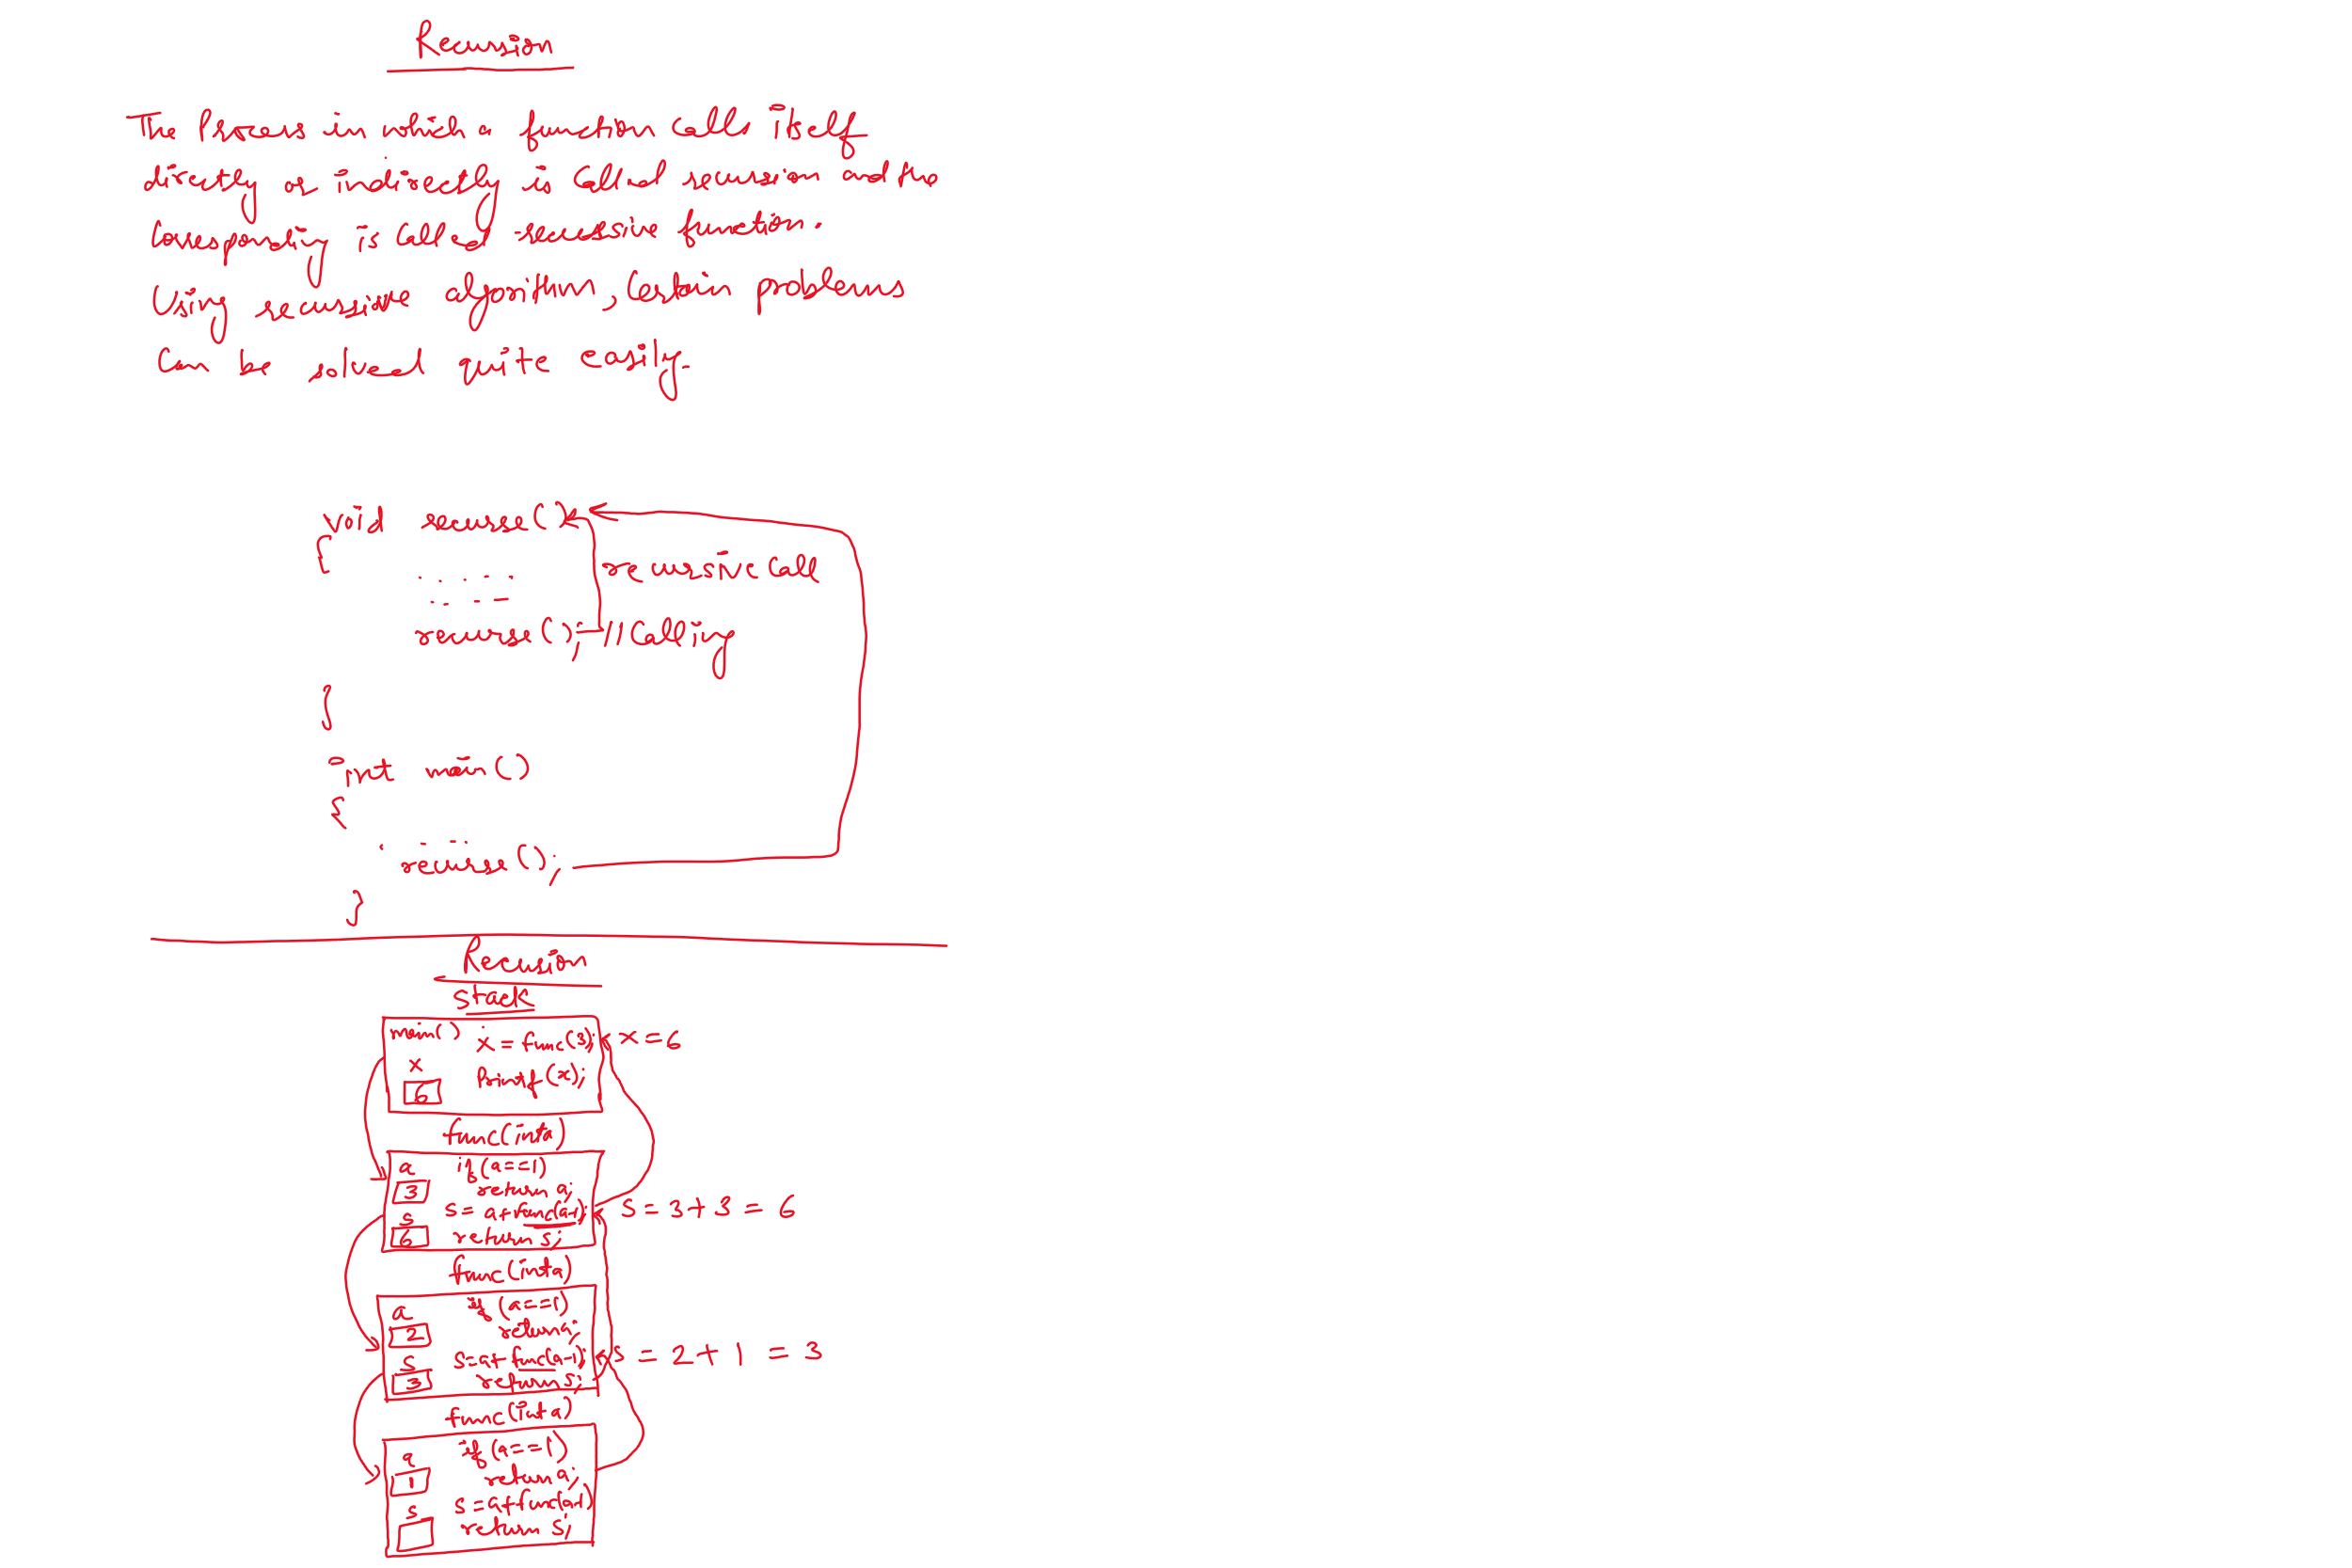 Recursion
The Process in which a function call itself
directly or indirectly is called recursion and the
corresponding is called recursive function.
Using recursive algorithm, Certain problems
Can be solved quite easily.
void recurse()
{
.....
....
recursive Call
recurse(); // Calling
}
int main()
{
.....
recurse();
}
Recursion
stack
main() x = func(3); x = 6
x
6 printf(x);
func(int a)
a if(a==1)
3 return a;
s s= a+func(a-1); s = 3+3 = 6
6 return s;
func(int a)
a if(a==1)
2 return a;
s s=a+func(a-1); s = 2+1 = 3
3 return s;
func(int a)
a if(a==1)
1 return a;
s s=a+func(a-1)
return s;